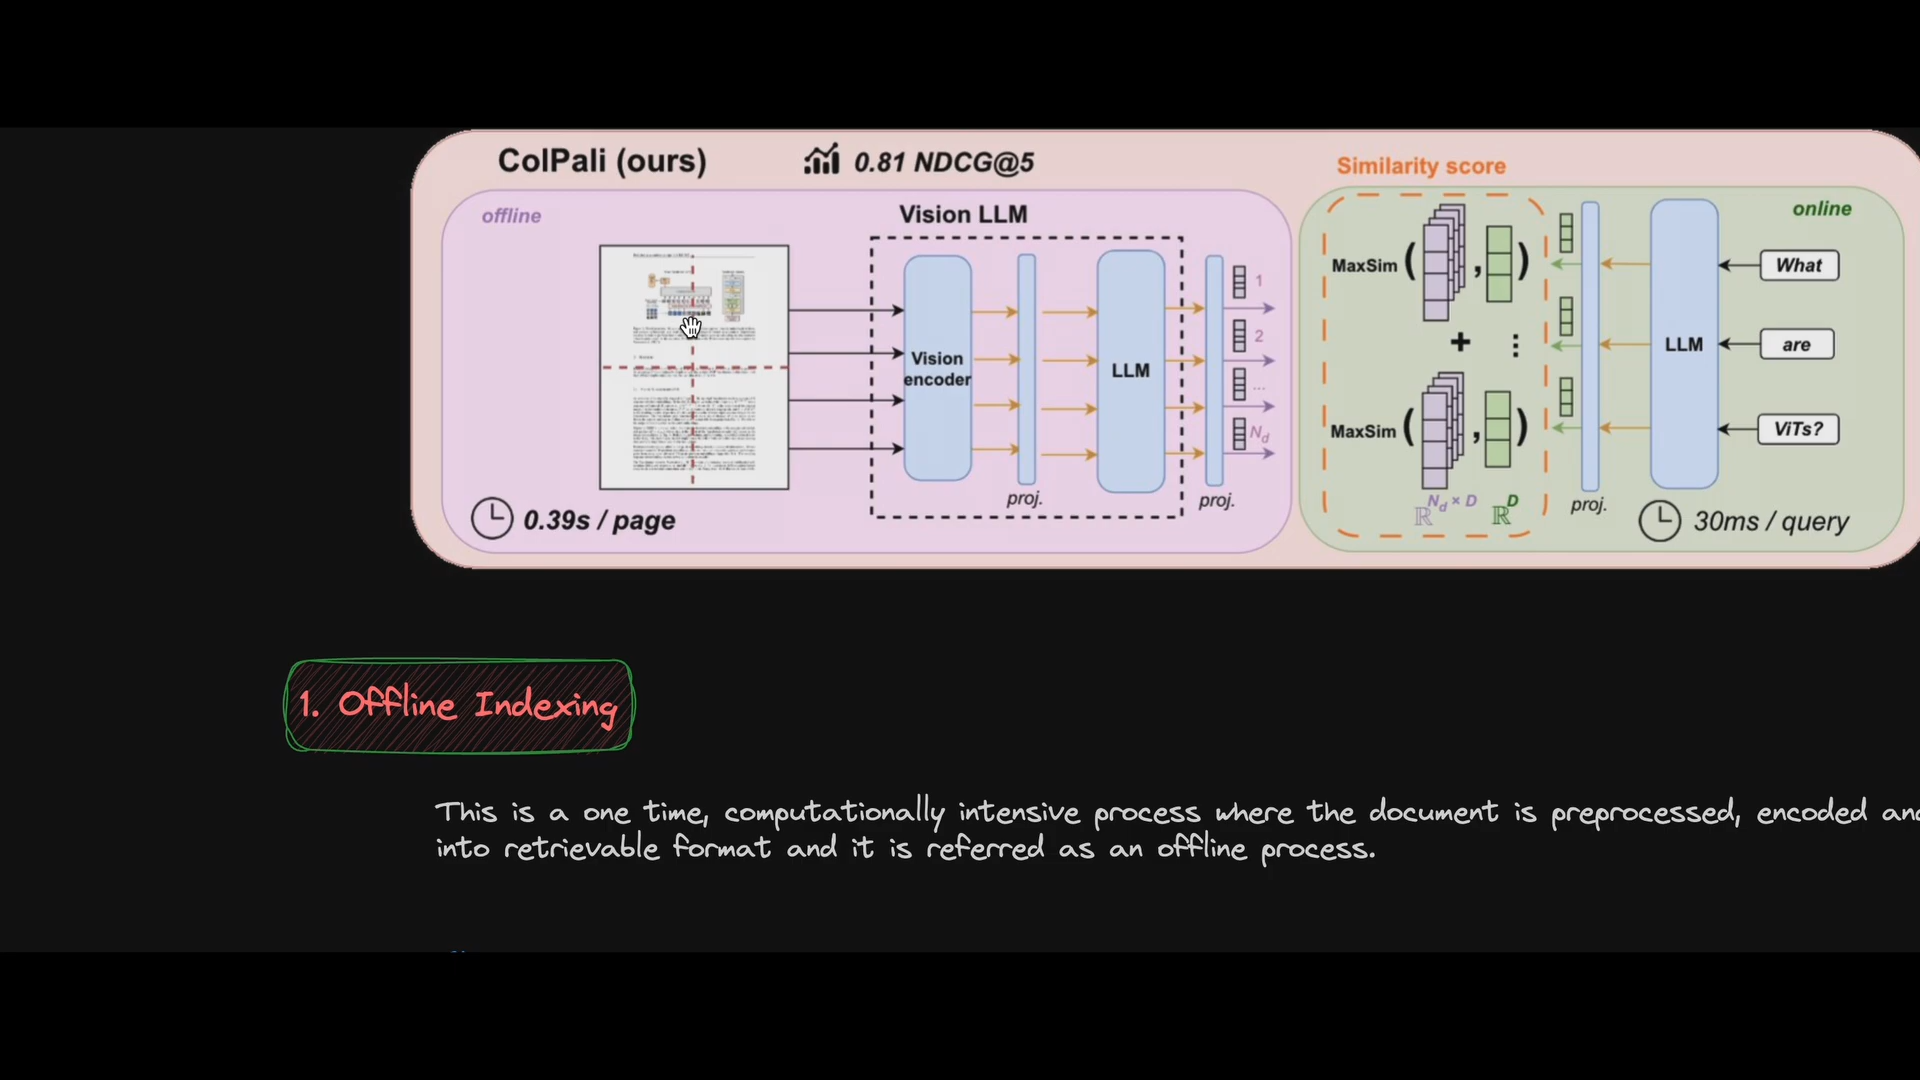 ColPali (ours)
0.81 NDCG@5
Similarity score
offline
Vision LLM
online
Vision
encoder
LLM
proj.
proj.
1
2
...
N_d
0.39s / page
MaxSim ( , )
+
⋮
MaxSim ( , )
ℝ^{N_d × D} ℝ^D
proj.
LLM
What
are
ViTs?
30ms / query
1. Offline Indexing
This is a one time, computationally intensive process where the document is preprocessed, encoded
into retrievable format and it is referred as an offline process.